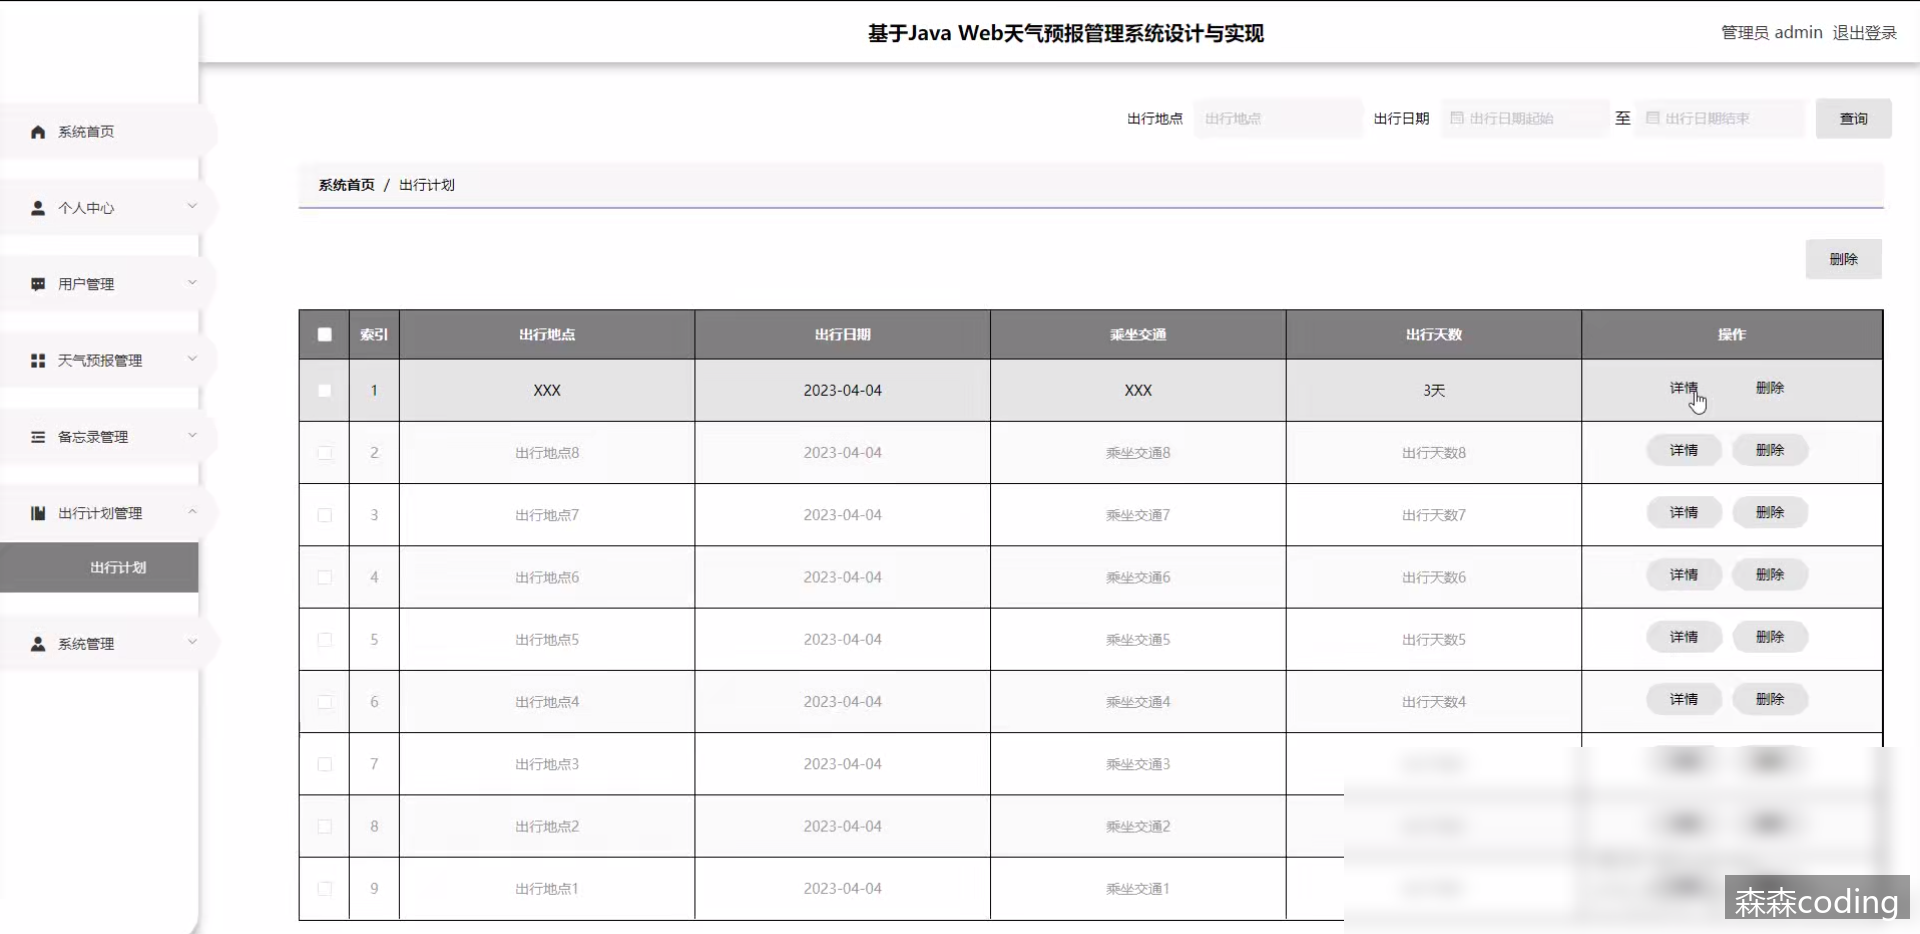 基于Java Web天气预报管理系统设计与实现
管理员 admin 退出登录
出行地点 出行地点 出行日期 出行日期起始 至 出行日期结束 查询
系统首页
个人中心
用户管理
天气预报管理
备忘录管理
出行计划管理
出行计划
系统管理
系统首页 / 出行计划
删除
索引 出行地点 出行日期 乘坐交通 出行天数 操作
1 XXX 2023-04-04 XXX 3天 详情 删除
2 出行地点8 2023-04-04 乘坐交通8 出行天数8 详情 删除
3 出行地点7 2023-04-04 乘坐交通7 出行天数7 详情 删除
4 出行地点6 2023-04-04 乘坐交通6 出行天数6 详情 删除
5 出行地点5 2023-04-04 乘坐交通5 出行天数5 详情 删除
6 出行地点4 2023-04-04 乘坐交通4 出行天数4 详情 删除
7 出行地点3 2023-04-04 乘坐交通3
8 出行地点2 2023-04-04 乘坐交通2
9 出行地点1 2023-04-04 乘坐交通1
森森coding